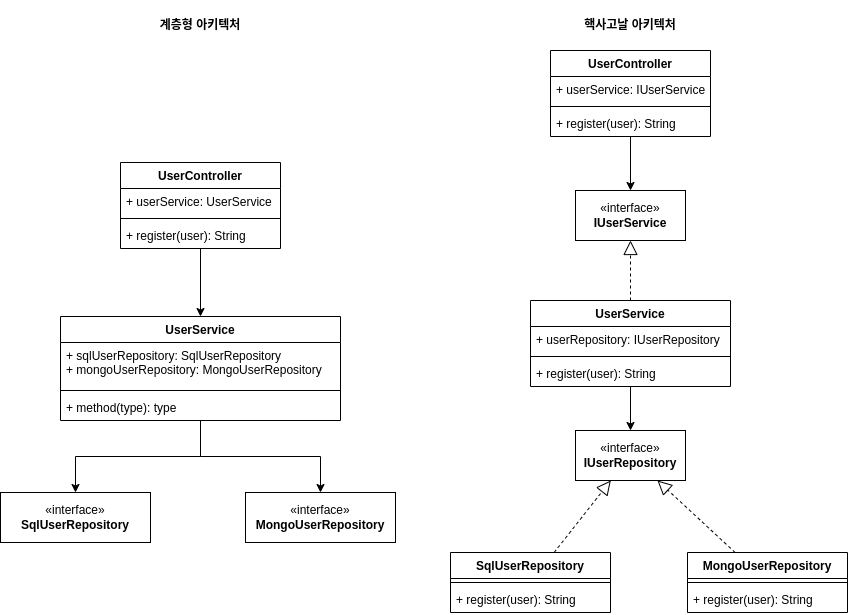 계층형 아키텍처
UserController
+ userService: UserService
+ register(user): String
UserService
+ sqlUserRepository: SqlUserRepository
+ mongoUserRepository: MongoUserRepository
+ method(type): type
«interface»
SqlUserRepository
«interface»
MongoUserRepository
핵사고날 아키텍처
UserController
+ userService: IUserService
+ register(user): String
«interface»
IUserService
UserService
+ userRepository: IUserRepository
+ register(user): String
«interface»
IUserRepository
SqlUserRepository
+ register(user): String
MongoUserRepository
+ register(user): String